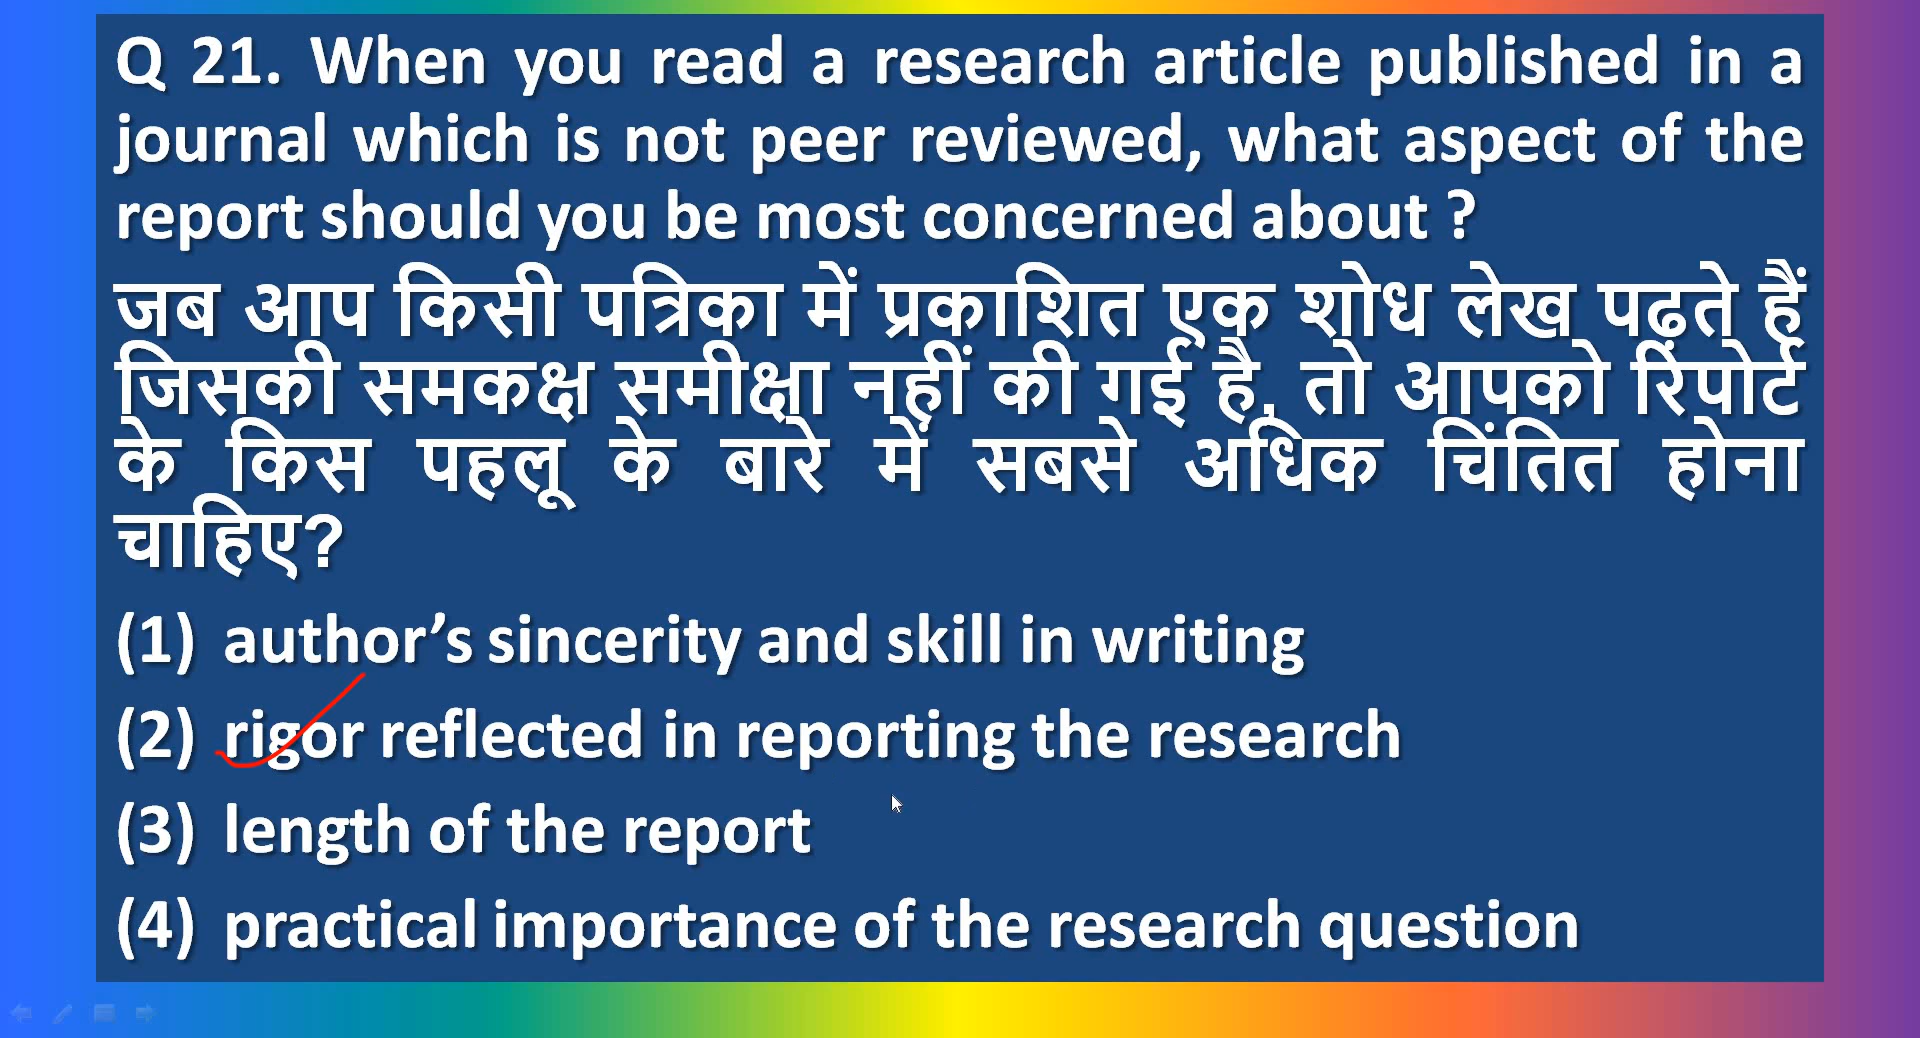 Q 21. When you read a research article published in a
journal which is not peer reviewed, what aspect of the
report should you be most concerned about ?
जब आप किसी पत्रिका में प्रकाशित एक शोध लेख पढ़ते हैं
जिसकी समकक्ष समीक्षा नहीं की गई है, तो आपको रिपोर्ट
के किस पहलू के बारे में सबसे अधिक चिंतित होना
चाहिए?
(1) author’s sincerity and skill in writing
(2) rigor reflected in reporting the research
(3) length of the report
(4) practical importance of the research question